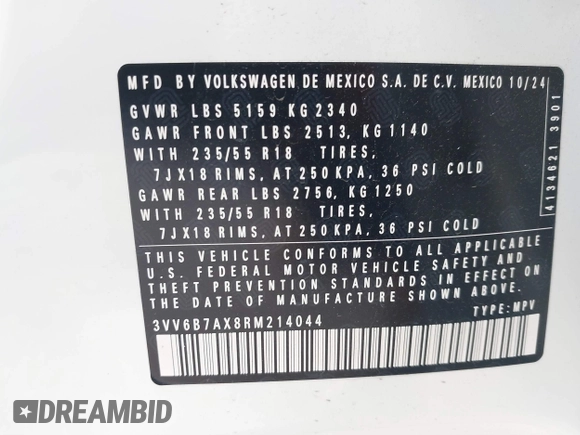 MFD BY VOLKSWAGEN DE MEXICO S.A. DE C.V. MEXICO 10/24
GVWR LBS 5159 KG 2340
GAWR FRONT LBS 2513, KG 1140
WITH 235/55 R18 TIRES,
7JX18 RIMS, AT 250 KPA, 36 PSI COLD
GAWR REAR LBS 2756, KG 1250
WITH 235/55 R18 TIRES,
7JX18 RIMS, AT 250 KPA, 36 PSI COLD
THIS VEHICLE CONFORMS TO ALL APPLICABLE
U.S. FEDERAL MOTOR VEHICLE SAFETY AND
THEFT PREVENTION STANDARDS IN EFFECT ON
THE DATE OF MANUFACTURE SHOWN ABOVE.
3VV6B7AX8RM214044 TYPE: MPV
4134621 3901
DREAMBID